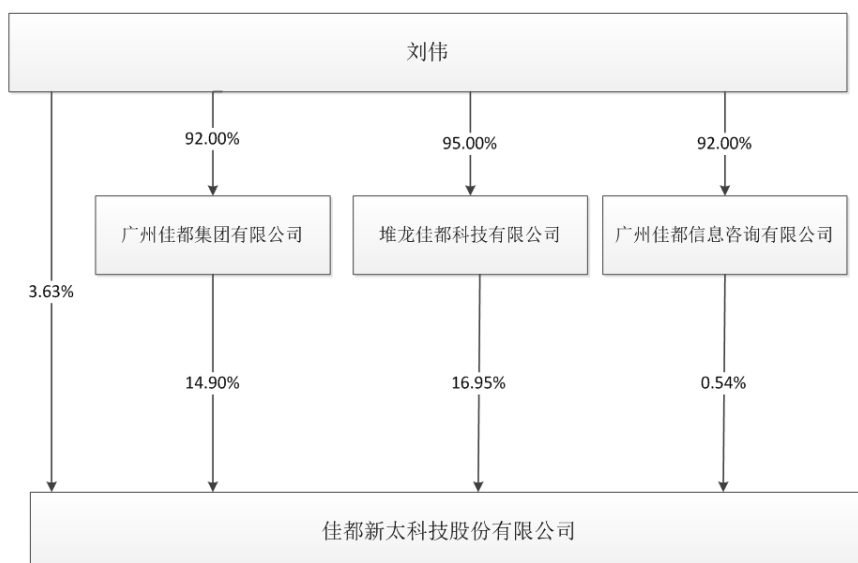 刘伟
92.00%
95.00%
92.00%
广州佳都集团有限公司
堆龙佳都科技有限公司
广州佳都信息咨询有限公司
3.63%
14.90%
16.95%
0.54%
佳都新太科技股份有限公司